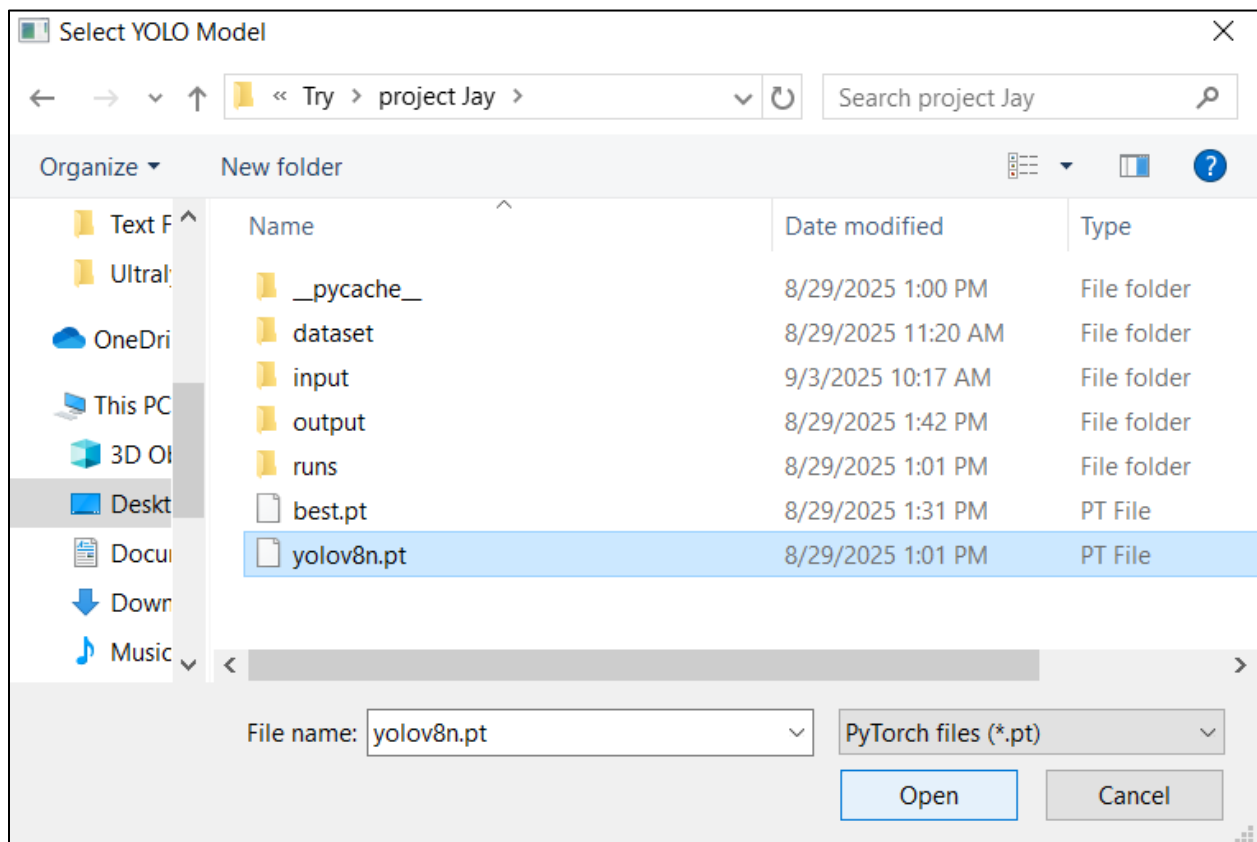 Select YOLO Model
« Try > project Jay >
Search project Jay
Organize New folder
?
Name Date modified Type
Text F
Ultral
OneDri
This PC
3D Ob
Deskt
Docu
Down
Music
__pycache__ 8/29/2025 1:00 PM File folder
dataset 8/29/2025 11:20 AM File folder
input 9/3/2025 10:17 AM File folder
output 8/29/2025 1:42 PM File folder
runs 8/29/2025 1:01 PM File folder
best.pt 8/29/2025 1:31 PM PT File
yolov8n.pt 8/29/2025 1:01 PM PT File
File name: yolov8n.pt PyTorch files (*.pt)
Open Cancel